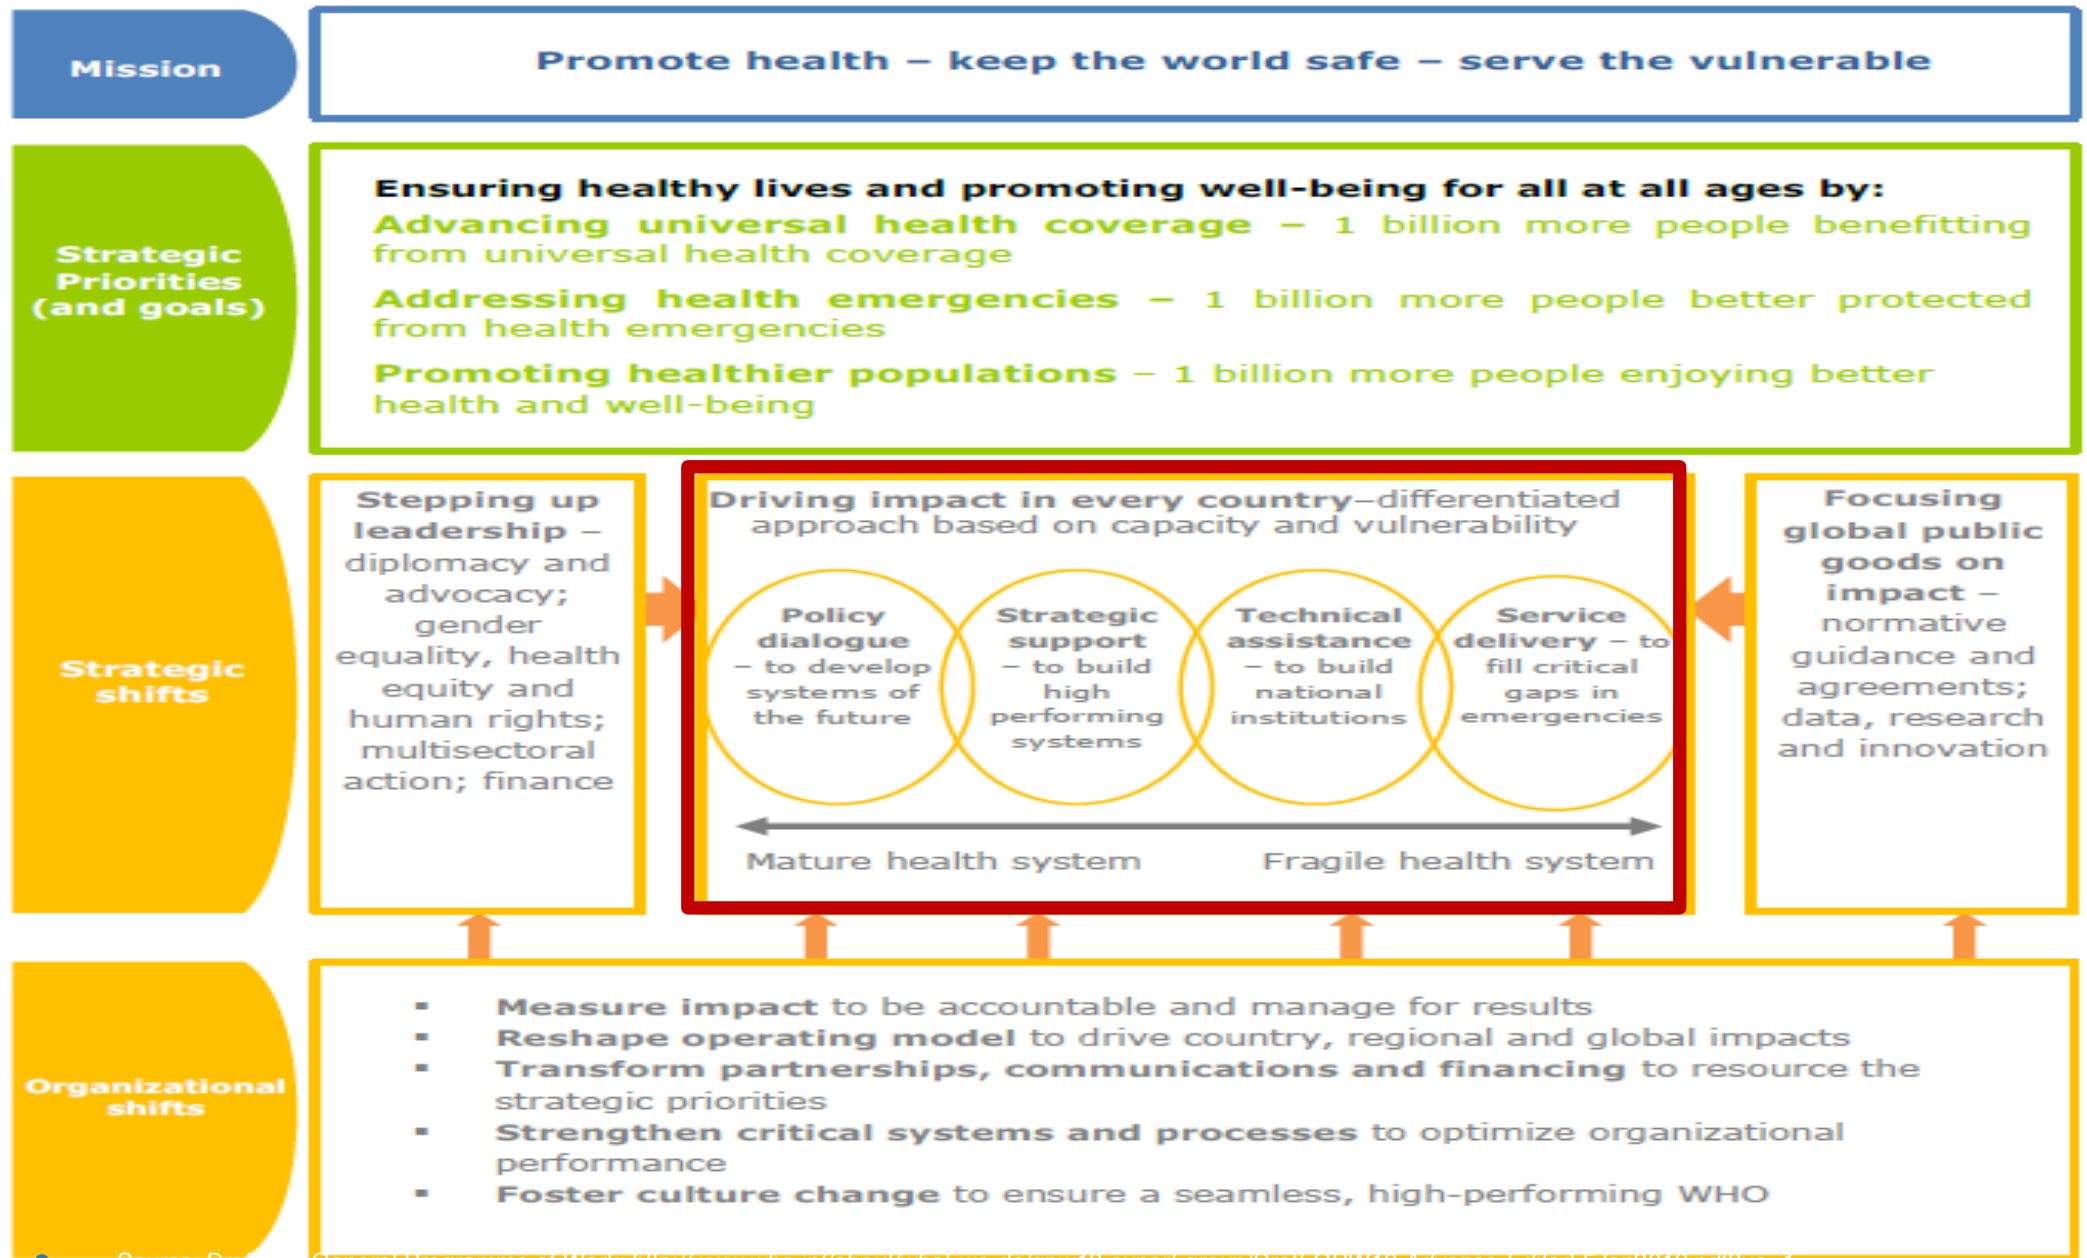 Mission
Promote health – keep the world safe – serve the vulnerable
Strategic
Priorities
(and goals)
Ensuring healthy lives and promoting well-being for all at all ages by:
Advancing universal health coverage – 1 billion more people benefitting
from universal health coverage
Addressing health emergencies – 1 billion more people better protected
from health emergencies
Promoting healthier populations – 1 billion more people enjoying better
health and well-being
Strategic
shifts
Stepping up
leadership –
diplomacy and
advocacy;
gender
equality, health
equity and
human rights;
multisectoral
action; finance
Driving impact in every country–differentiated
approach based on capacity and vulnerability
Policy
dialogue
– to develop
systems of
the future
Strategic
support
– to build
high
performing
systems
Technical
assistance
– to build
national
institutions
Service
delivery – to
fill critical
gaps in
emergencies
Mature health system
Fragile health system
Focusing
global public
goods on
impact –
normative
guidance and
agreements;
data, research
and innovation
Organizational
shifts
▪ Measure impact to be accountable and manage for results
▪ Reshape operating model to drive country, regional and global impacts
▪ Transform partnerships, communications and financing to resource the
strategic priorities
▪ Strengthen critical systems and processes to optimize organizational
performance
▪ Foster culture change to ensure a seamless, high-performing WHO